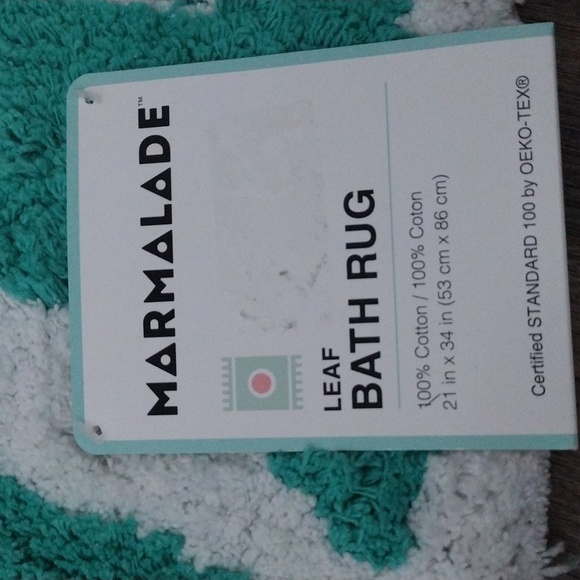 MARMALADE™
LEAF
BATH RUG
100% Cotton / 100% Coton
21 in x 34 in (53 cm x 86 cm)
Certified STANDARD 100 by OEKO-TEX®